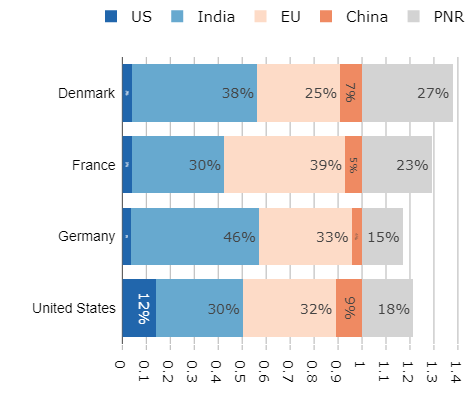 US India EU China PNR
Denmark 38% 25% 7% 27%
France 30% 39% 5% 23%
Germany 46% 33% 15%
United States 12% 30% 32% 9% 18%
0 0.1 0.2 0.3 0.4 0.5 0.6 0.7 0.8 0.9 1 1.1 1.2 1.3 1.4